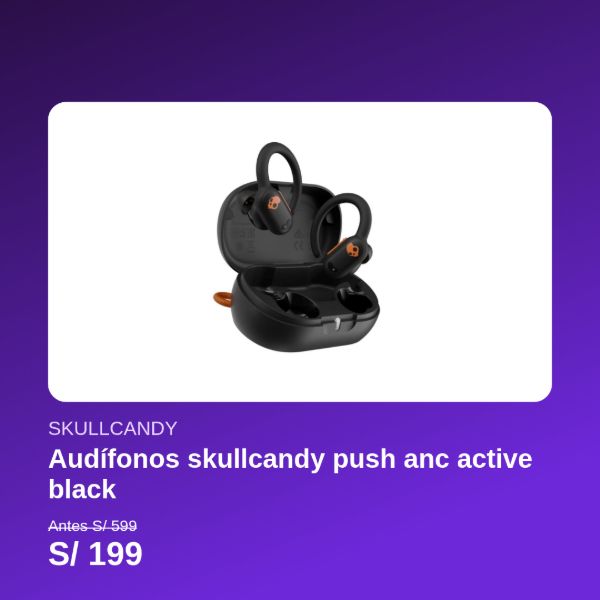 SKULLCANDY
Audífonos skullcandy push anc active
black
Antes S/ 599
S/ 199